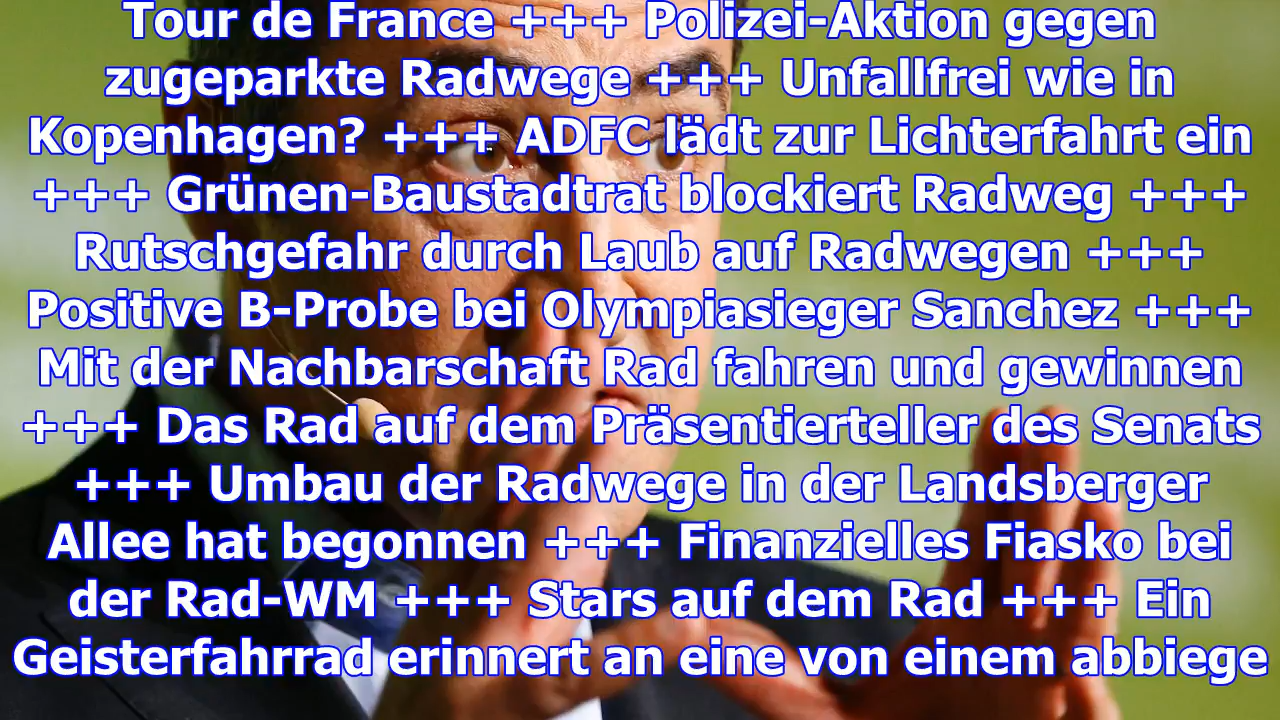 Tour de France +++ Polizei-Aktion gegen
zugeparkte Radwege +++ Unfallfrei wie in
Kopenhagen? +++ ADFC lädt zur Lichterfahrt ein
+++ Grünen-Baustadtrat blockiert Radweg +++
Rutschgefahr durch Laub auf Radwegen +++
Positive B-Probe bei Olympiasieger Sanchez +++
Mit der Nachbarschaft Rad fahren und gewinnen
+++ Das Rad auf dem Präsentierteller des Senats
+++ Umbau der Radwege in der Landsberger
Allee hat begonnen +++ Finanzielles Fiasko bei
der Rad-WM +++ Stars auf dem Rad +++ Ein
Geisterfahrrad erinnert an eine von einem abbiege